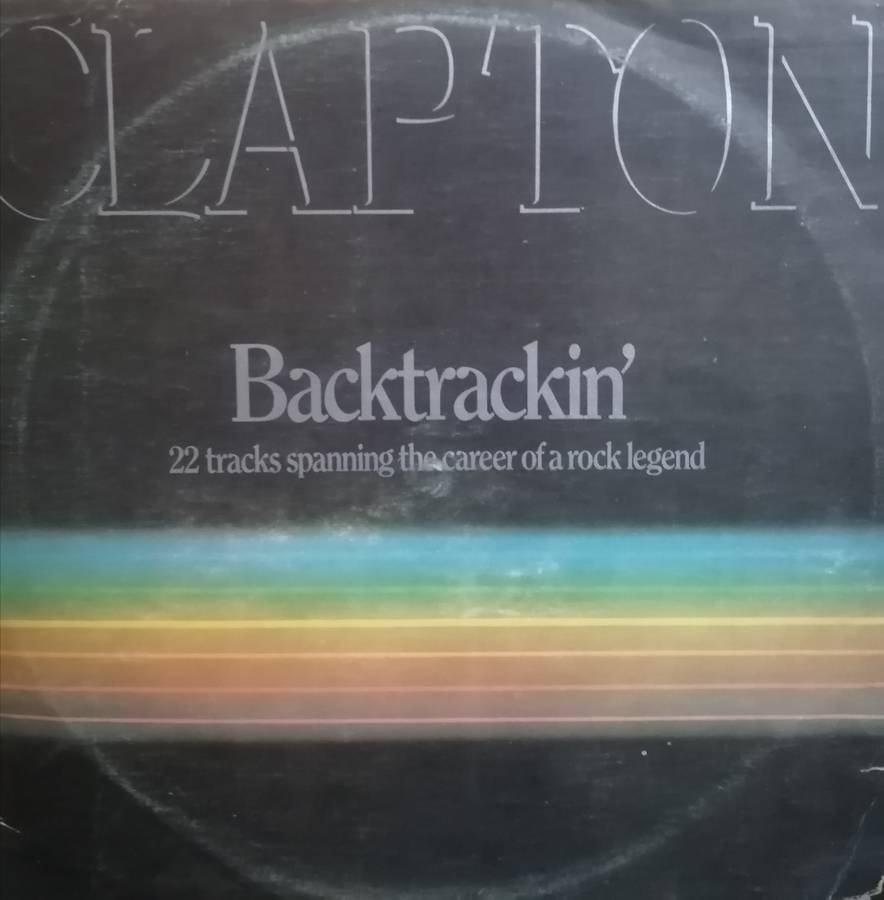 CLAPTON
Backtrackin’
22 tracks spanning the career of a rock legend